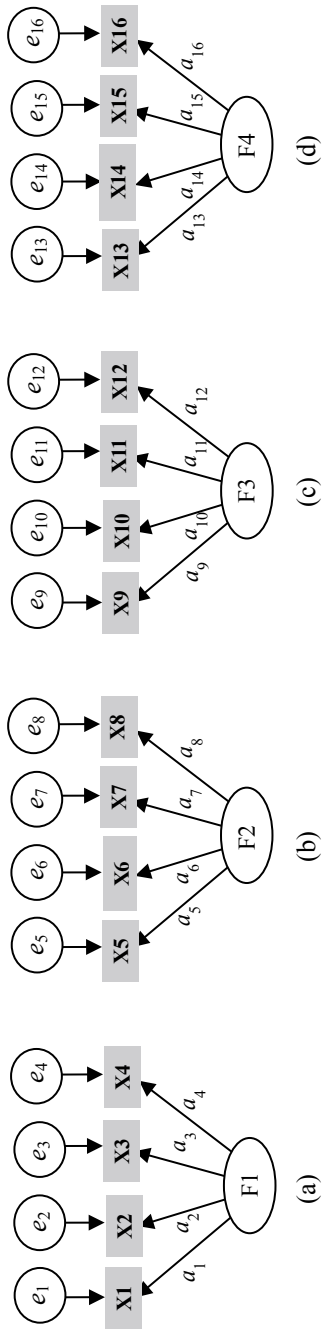 e1 e2 e3 e4
X1 X2 X3 X4
a1 a2 a3 a4
F1
(a)
e5 e6 e7 e8
X5 X6 X7 X8
a5 a6 a7 a8
F2
(b)
e9 e10 e11 e12
X9 X10 X11 X12
a9 a10 a11 a12
F3
(c)
e13 e14 e15 e16
X13 X14 X15 X16
a13 a14 a15 a16
F4
(d)